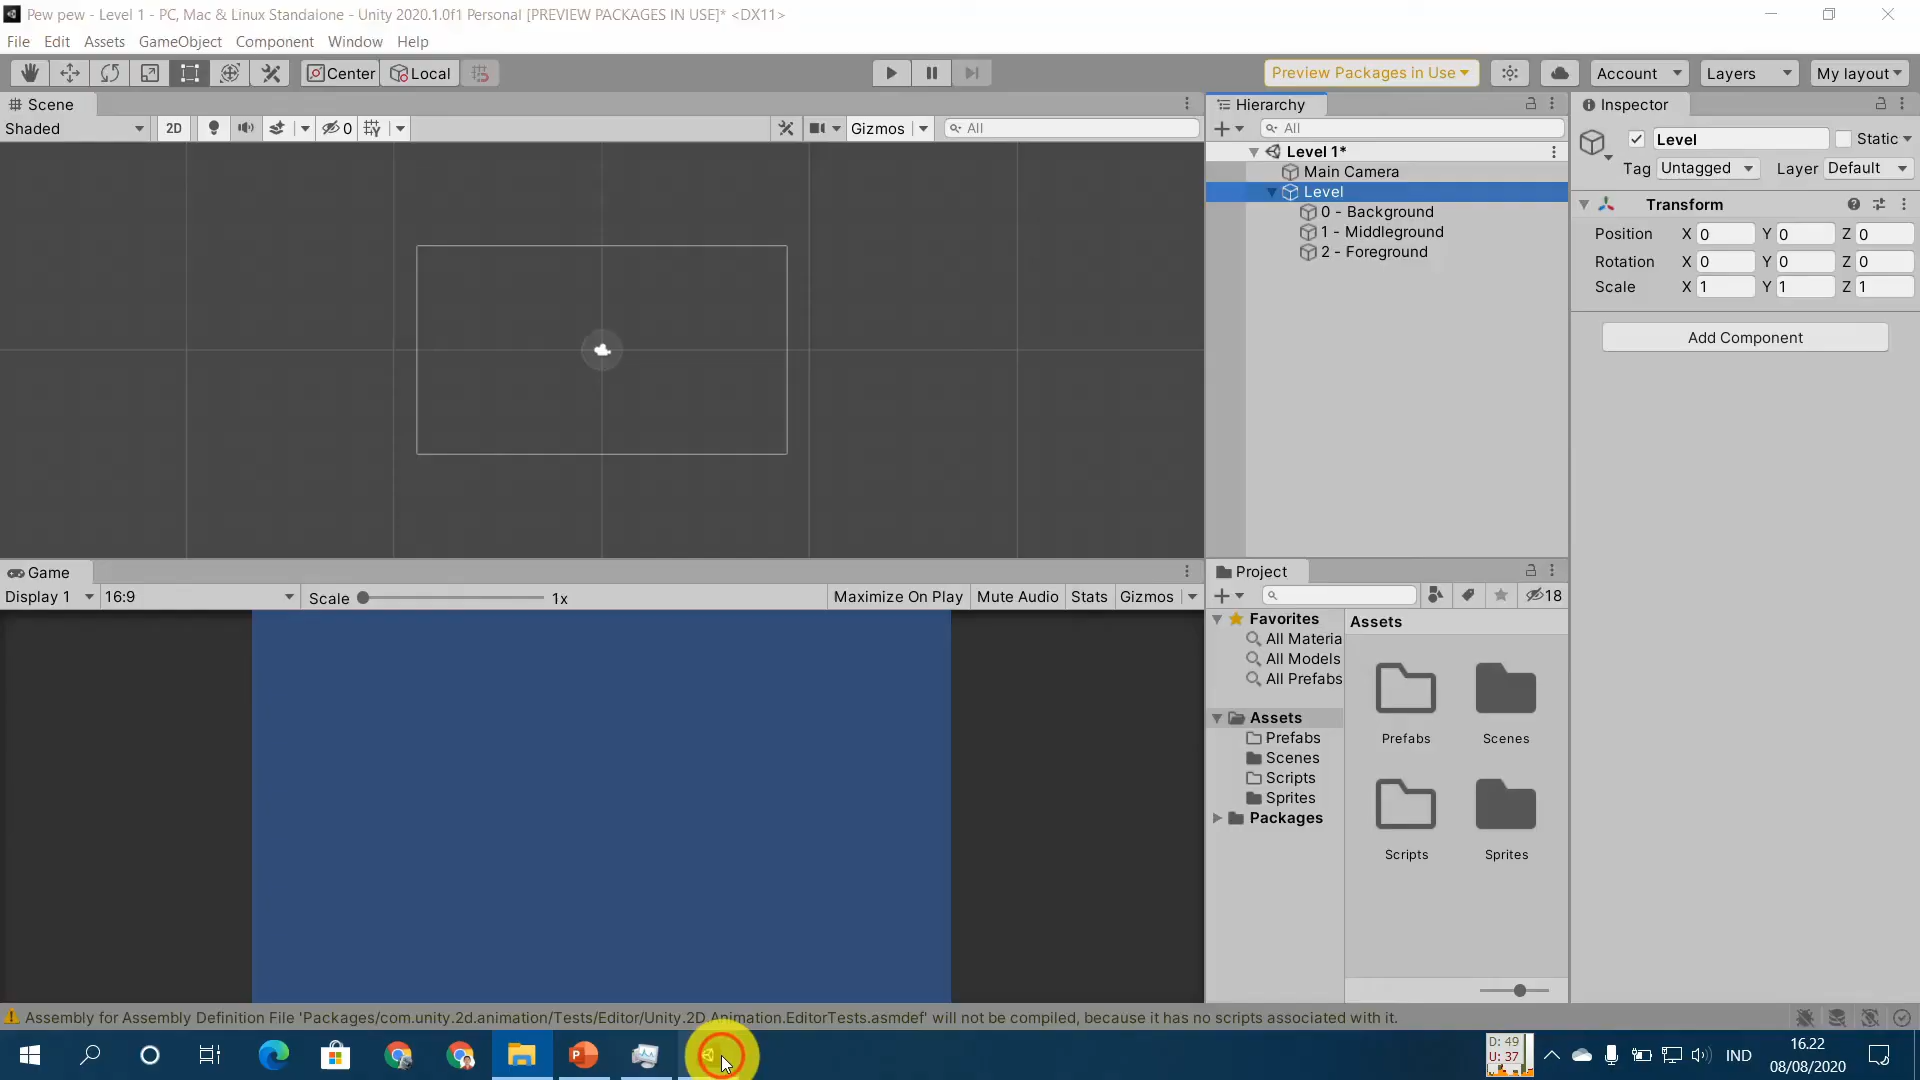 Pew pew - Level 1 - PC, Mac & Linux Standalone - Unity 2020.1.0f1 Personal [PREVIEW PACKAGES IN USE]* <DX11>
File Edit Assets GameObject Component Window Help
Center Local Preview Packages in Use Account Layers My layout
Scene
Shaded 2D 0 Gizmos All
Hierarchy
All
Level 1*
Main Camera
Level
0 - Background
1 - Middleground
2 - Foreground
Inspector
Level Static
Tag Untagged Layer Default
Transform
Position X 0 Y 0 Z 0
Rotation X 0 Y 0 Z 0
Scale X 1 Y 1 Z 1
Add Component
Game
Display 1 16:9 Scale 1x Maximize On Play Mute Audio Stats Gizmos
Project
18
Favorites
All Materia
All Models
All Prefabs
Assets
Prefabs
Scenes
Scripts
Sprites
Packages
Assets
Prefabs Scenes
Scripts Sprites
Assembly for Assembly Definition File 'Packages/com.unity.2d.animation/Tests/Editor/Unity.2D.Animation.EditorTests.asmdef' will not be compiled, because it has no scripts associated with it.
D: 49
U: 37
IND
16.22
08/08/2020